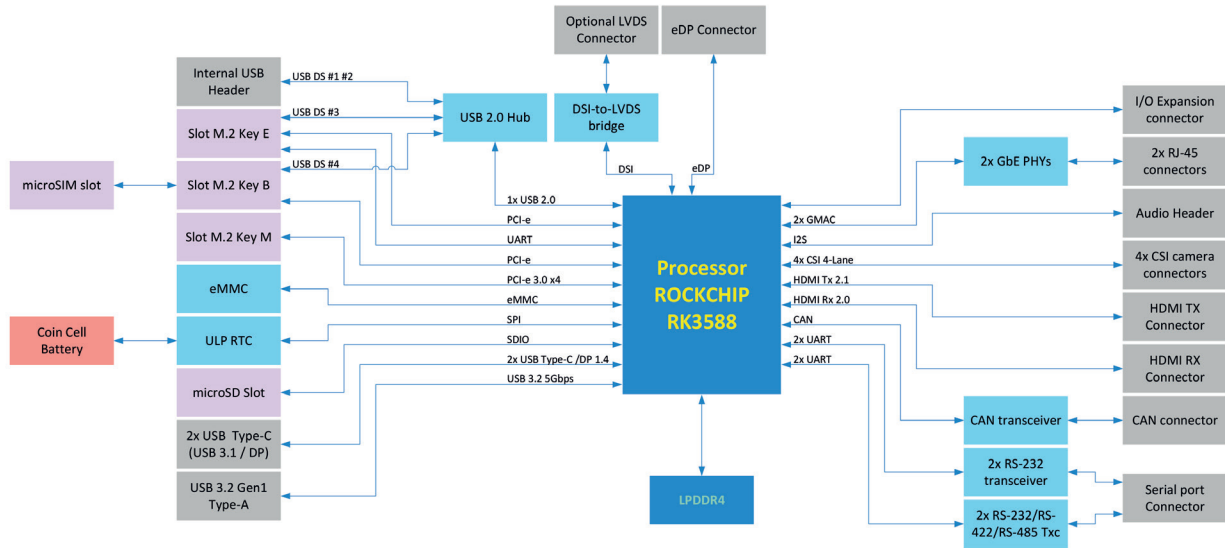 Optional LVDS
Connector
eDP Connector
Internal USB
Header
USB DS #1 #2
USB 2.0 Hub
DSI-to-LVDS
bridge
I/O Expansion
connector
Slot M.2 Key E
USB DS #3
USB DS #4
2x GbE PHYs
2x RJ-45
connectors
microSIM slot
Slot M.2 Key B
DSI
eDP
Audio Header
Slot M.2 Key M
1x USB 2.0
PCI-e
UART
PCI-e
PCI-e 3.0 x4
eMMC
SPI
SDIO
2x USB Type-C /DP 1.4
USB 3.2 5Gbps
Processor
ROCKCHIP
RK3588
2x GMAC
I2S
4x CSI 4-Lane
HDMI Tx 2.1
HDMI Rx 2.0
CAN
2x UART
2x UART
4x CSI camera
connectors
eMMC
HDMI TX
Connector
Coin Cell
Battery
ULP RTC
HDMI RX
Connector
microSD Slot
CAN transceiver
CAN connector
2x USB Type-C
(USB 3.1 / DP)
2x RS-232
transceiver
USB 3.2 Gen1
Type-A
LPDDR4
Serial port
Connector
2x RS-232/RS-
422/RS-485 Txc